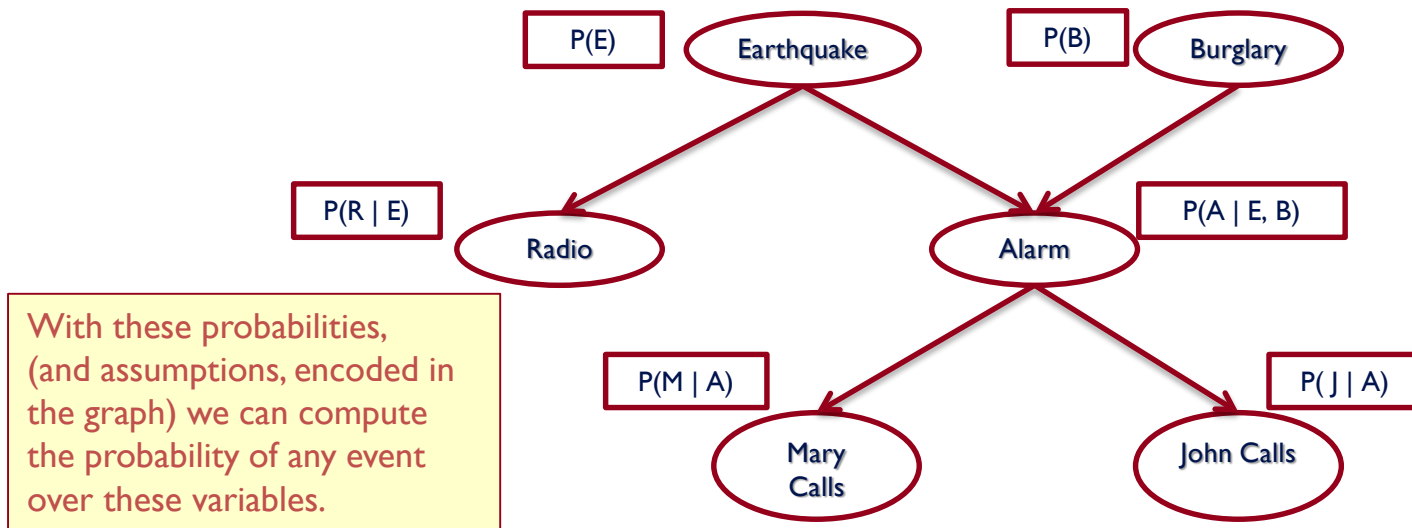 P(E)
Earthquake
P(B)
Burglary
P(R | E)
Radio
Alarm
P(A | E, B)
With these probabilities,
(and assumptions, encoded in
the graph) we can compute
the probability of any event
over these variables.
P(M | A)
P( J | A)
Mary
Calls
John Calls